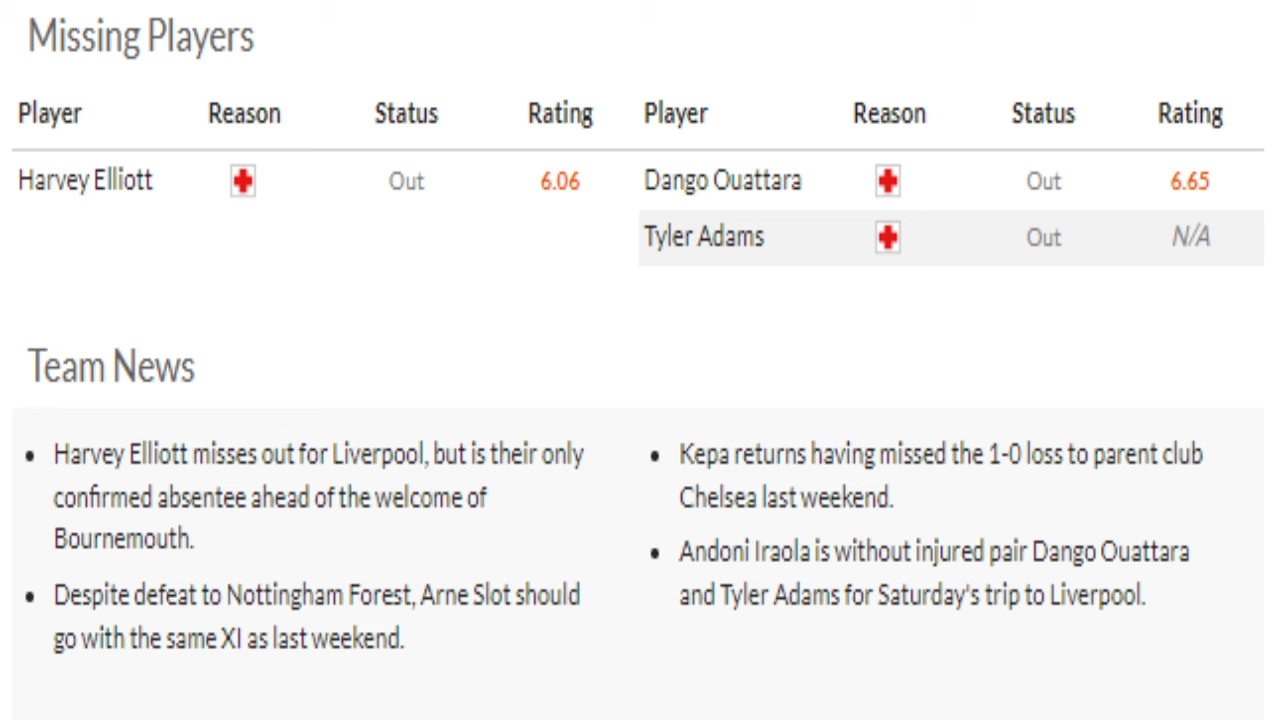 Missing Players
Player Reason Status Rating Player Reason Status Rating
Harvey Elliott Out 6.06 Dango Ouattara Out 6.65
Tyler Adams Out N/A
Team News
• Harvey Elliott misses out for Liverpool, but is their only
confirmed absentee ahead of the welcome of
Bournemouth.
• Despite defeat to Nottingham Forest, Arne Slot should
go with the same XI as last weekend.
• Kepa returns having missed the 1-0 loss to parent club
Chelsea last weekend.
• Andoni Iraola is without injured pair Dango Ouattara
and Tyler Adams for Saturday's trip to Liverpool.